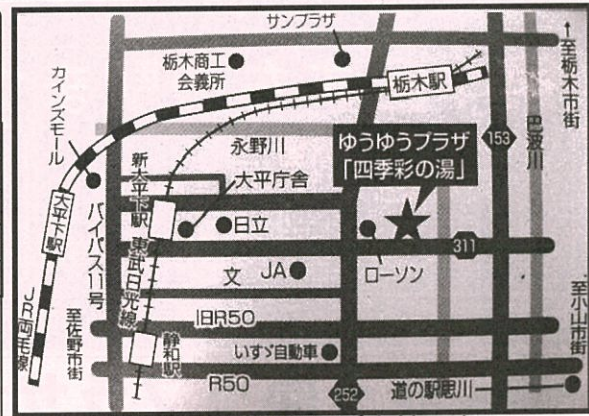 サンプラザ
栃木商工
会議所
栃木駅
至栃木市街
カインズモール
永野川
ゆうゆうプラザ
「四季彩の湯」
153
巴波川
新大平下駅
大平庁舎
大平下駅
バイパス11号
日立
311
東武日光線
文
JA
ローソン
JR両毛線
至佐野市街
旧R50
至小山市街
静和駅
いすゞ自動車
R50
252
道の駅思川